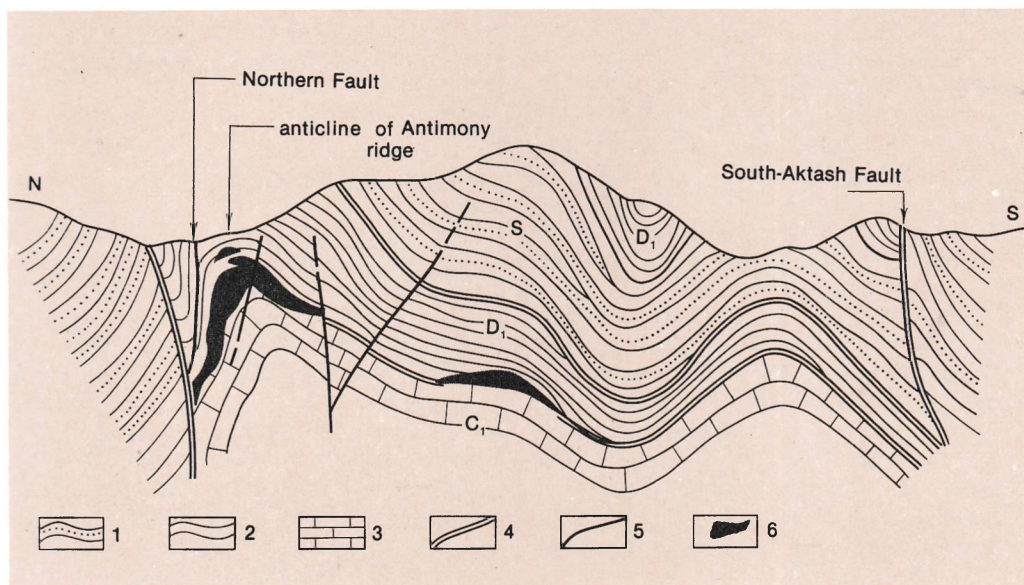 Northern Fault
anticline of Antimony
ridge
South-Aktash Fault
N
S
S
D₁
D₁
C₁
1
2
3
4
5
6